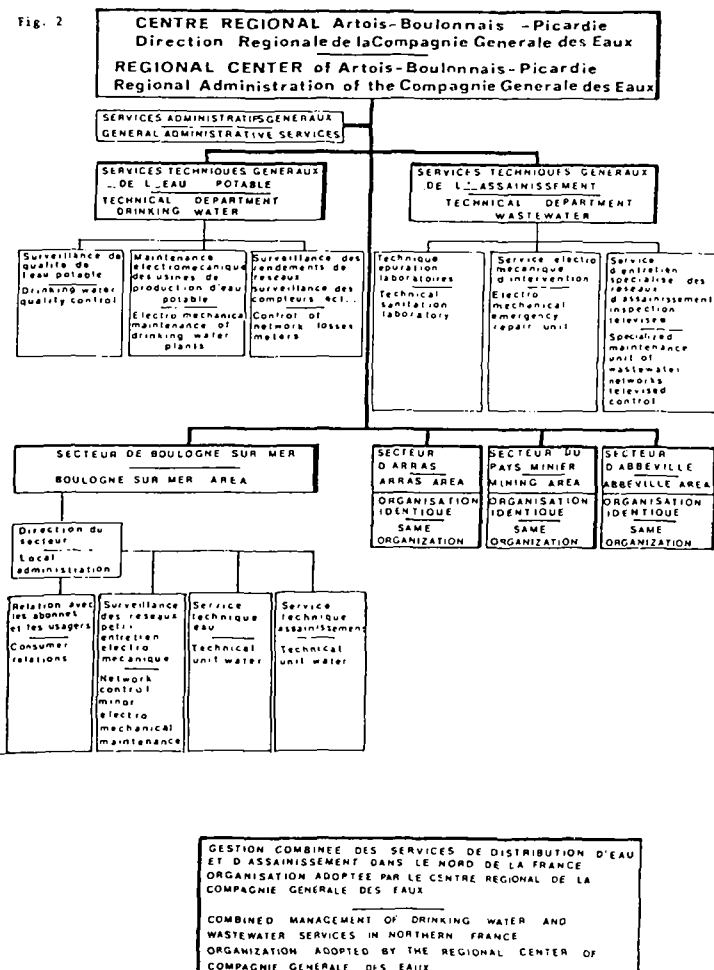 Fig. 2
CENTRE REGIONAL Artois-Boulonnais -Picardie
Direction Regionale de la Compagnie Generale des Eaux
REGIONAL CENTER of Artois-Boulnnais-Picardie
Regional Administration of the Compagnie Generale des Eaux
SERVICES ADMINISTRATIFS GENERAUX
GENERAL ADMINISTRATIVE SERVICES
SERVICES TECHNIQUES GENERAUX
DE L_EAU POTABLE
TECHNICAL DEPARTMENT
DRINKING WATER
SERVICES TECHNIQUES GENERAUX
DE L_ASSAINISSEMENT
TECHNICAL DEPARTMENT
WASTEWATER
Surveillance de
qualite de
l'eau potable
Drinking water
quality control
Maintenance
electromecanique
des usines de
production d'eau
potable
Electro mechanical
maintenance of
drinking water
plants
Surveillance des
rendements de
reseaux
Surveillance des
compteurs ect...
Control of
network losses
meters
Technique
epuration
laboratoires
Technical
sanitation
laboratory
Service electro
mecanique
d'intervention
Electro
mechanical
emergency
repair unit
Service
d'entretien
specialise des
reseaux
d'assainissement
inspection
televisee
Specialized
maintenance
unit of
wastewater
networks
televised
control
SECTEUR DE BOULOGNE SUR MER
BOULOGNE SUR MER AREA
SECTEUR
D'ARRAS
ARRAS AREA
ORGANISATION
IDENTIQUE
SAME
ORGANIZATION
SECTEUR DU
PAYS MINIER
MINING AREA
ORGANISATION
IDENTIQUE
SAME
ORGANIZATION
SECTEUR
D'ABBEVILLE
ABBEVILLE AREA
ORGANISATION
IDENTIQUE
SAME
ORGANIZATION
Direction du
secteur
Local
administration
Relation avec
les abonnes
et les usagers
Consumer
relations
Surveillance
des reseaux
petit
entretien
electro
mecanique
Network
control
minor
electro
mechanical
maintenance
Service
technique
eau
Technical
unit water
Service
technique
assainissement
Technical
unit water
GESTION COMBINEE DES SERVICES DE DISTRIBUTION D'EAU
ET D ASSAINISSEMENT DANS LE NORD DE LA FRANCE
ORGANISATION ADOPTEE PAR LE CENTRE REGIONAL DE LA
COMPAGNIE GENERALE DES EAUX
COMBINED MANAGEMENT OF DRINKING WATER AND
WASTEWATER SERVICES IN NORTHERN FRANCE
ORGANIZATION ADOPTED BY THE REGIONAL CENTER OF
COMPAGNIE GENERALE DES EAUX